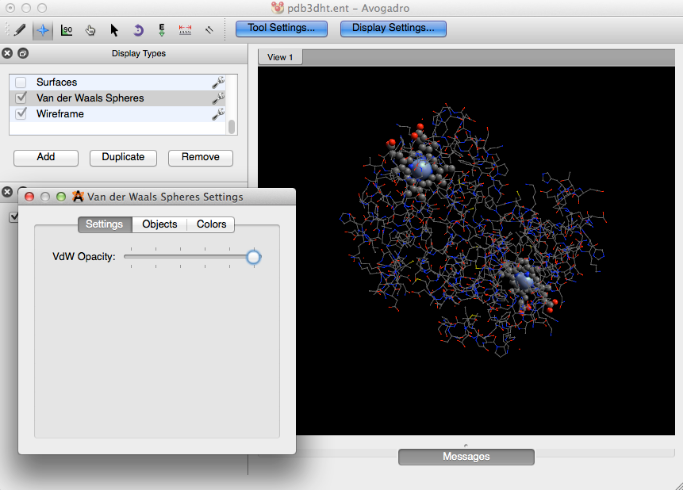 pdb3dht.ent – Avogadro
90
E
Tool Settings...
Display Settings...
Display Types
View 1
Surfaces
Van der Waals Spheres
Wireframe
Add
Duplicate
Remove
Van der Waals Spheres Settings
Settings
Objects
Colors
VdW Opacity:
Messages